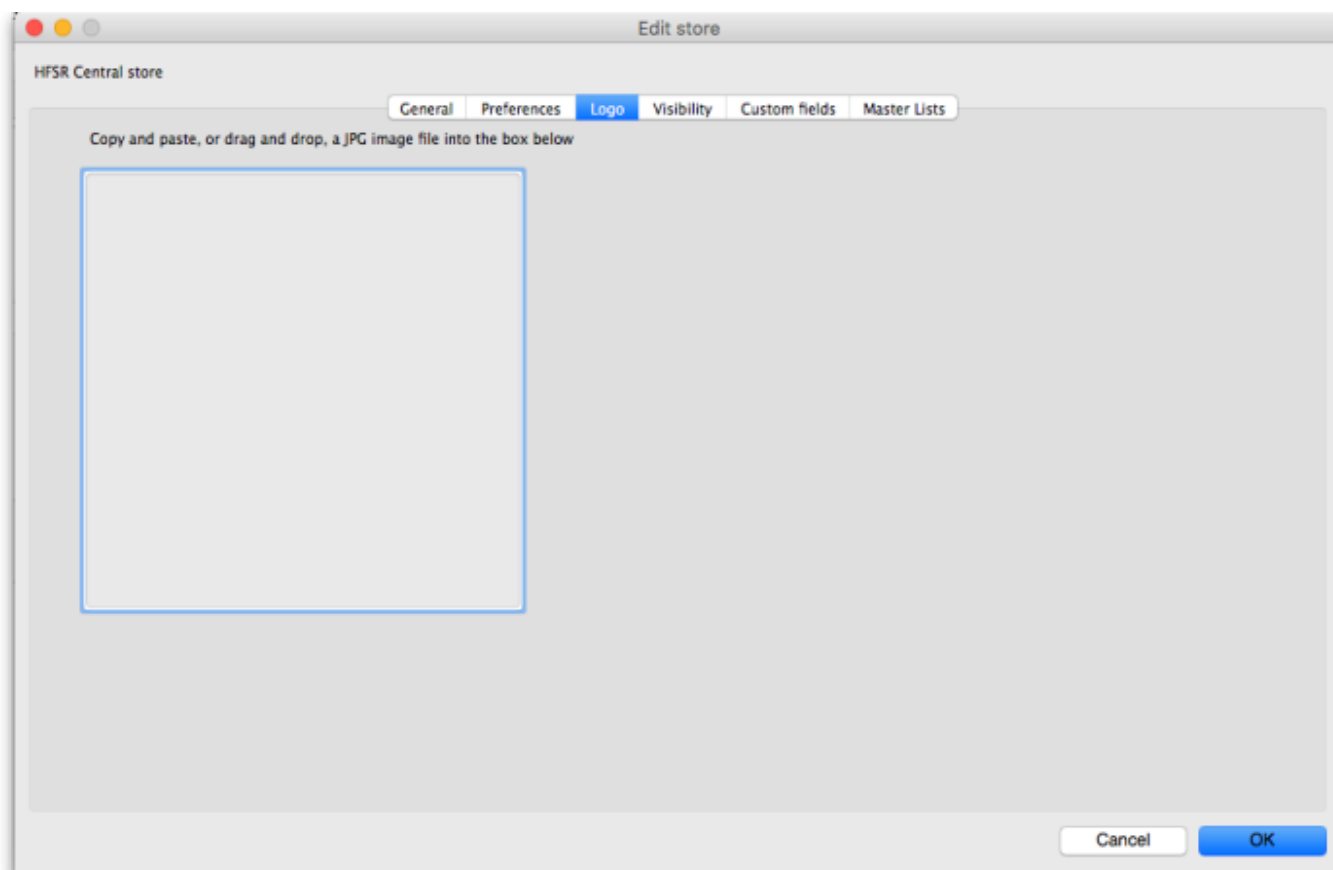 Edit store
HFSR Central store
General Preferences Logo Visibility Custom fields Master Lists
Copy and paste, or drag and drop, a JPG image file into the box below
Cancel OK